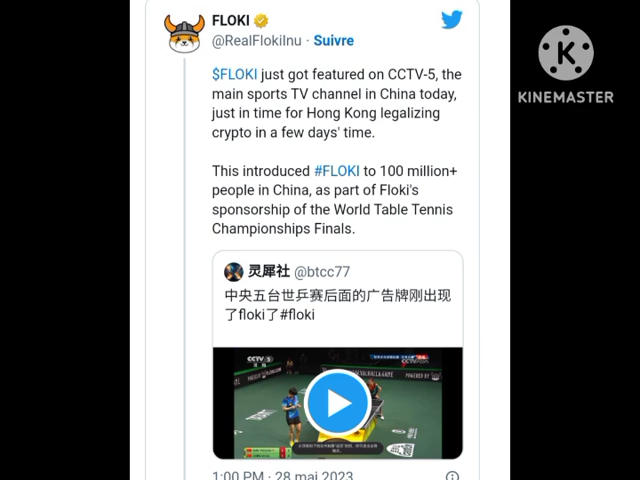 FLOKI
@RealFlokiInu · Suivre
$FLOKI just got featured on CCTV-5, the
main sports TV channel in China today,
just in time for Hong Kong legalizing
crypto in a few days' time.
This introduced #FLOKI to 100 million+
people in China, as part of Floki's
sponsorship of the World Table Tennis
Championships Finals.
灵犀社 @btcc77
中央五台世乒赛后面的广告牌刚出现
了floki了#floki
CCTV 5
1:00 PM · 28 mai 2023
K
KINEMASTER